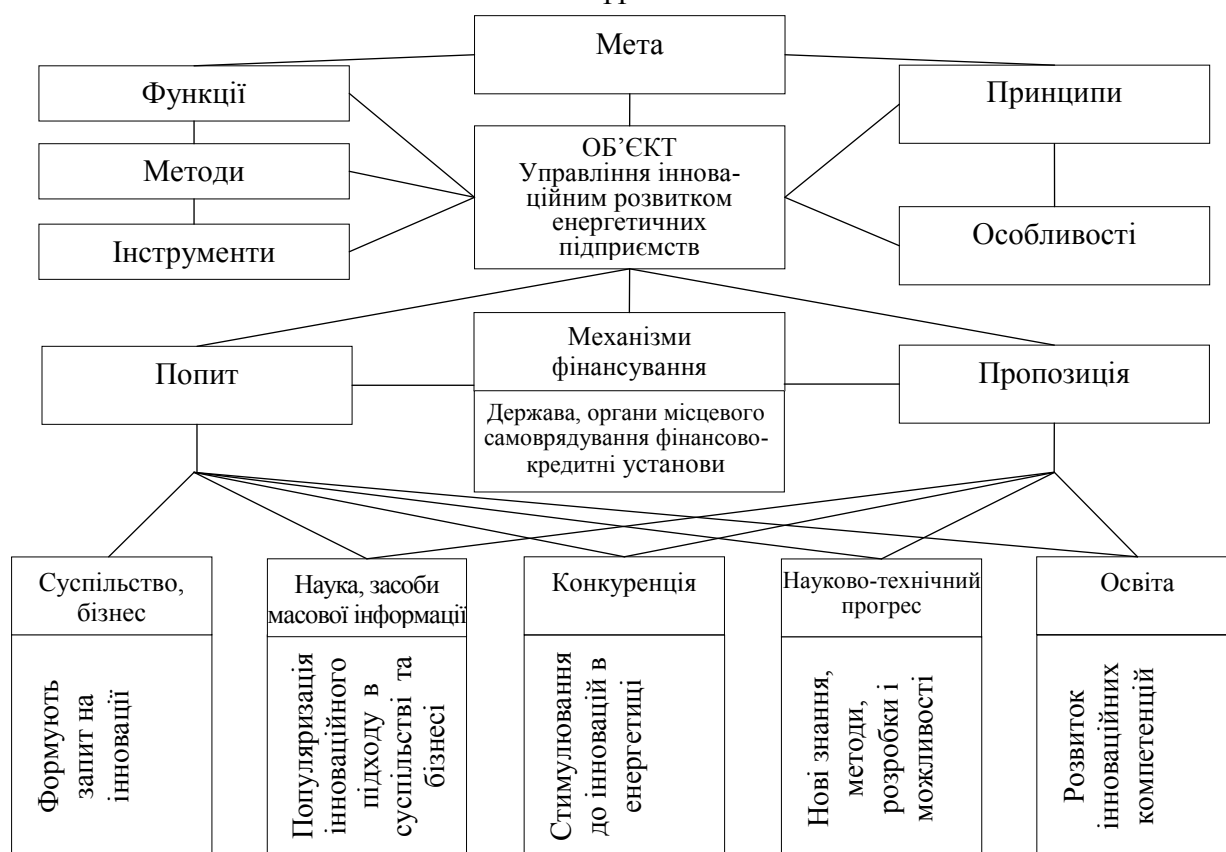 Мета
Функції
Принципи
Методи
Інструменти
ОБ’ЄКТ
Управління іннова-
ційним розвитком
енергетичних
підприємств
Особливості
Попит
Механізми
фінансування
Держава, органи місцевого
самоврядування фінансово-
кредитні установи
Пропозиція
Суспільство,
бізнес
Наука, засоби
масової інформації
Конкуренція
Науково-технічний
прогрес
Освіта
Формують
запит на
інновації
Популяризація
інноваційного
підходу в
суспільстві та
бізнесі
Стимулювання
до інновацій в
енергетиці
Нові знання,
методи,
розробки і
можливості
Розвиток
інноваційних
компетенцій